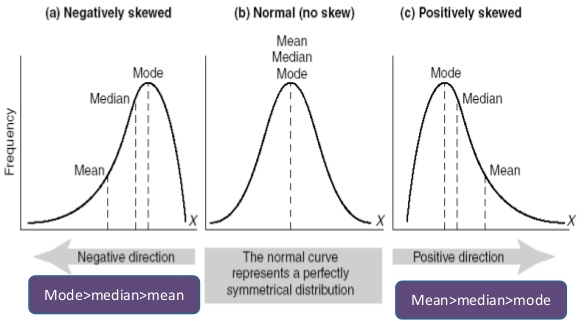 (a) Negatively skewed
(b) Normal (no skew)
(c) Positively skewed
Frequency
Mode
Median
Mean
X
Mean
Median
Mode
X
Mode
Median
Mean
X
Negative direction
The normal curve
represents a perfectly
symmetrical distribution
Positive direction
Mode>median>mean
Mean>median>mode